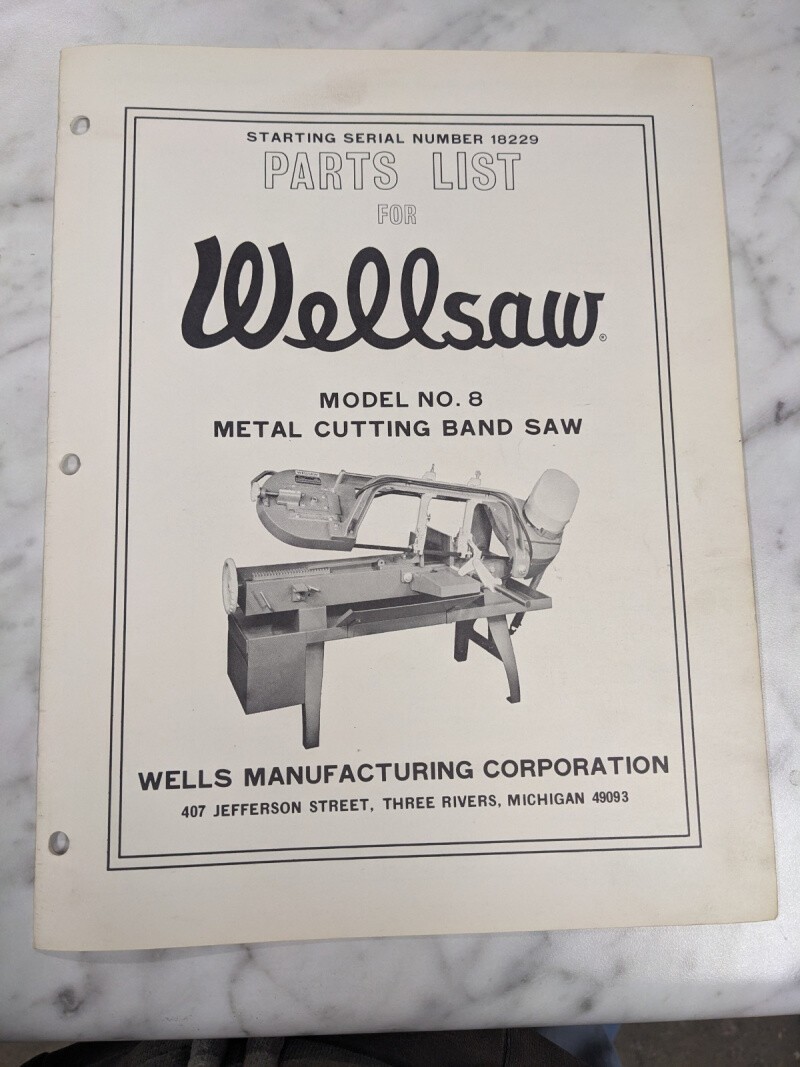 STARTING SERIAL NUMBER 18229
PARTS LIST
FOR
Wellsaw®
MODEL NO. 8
METAL CUTTING BAND SAW
WELLS MANUFACTURING CORPORATION
407 JEFFERSON STREET, THREE RIVERS, MICHIGAN 49093